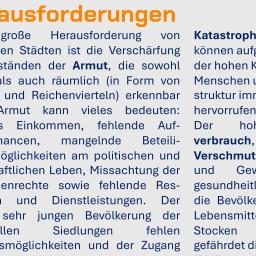 ausforderungen
große Herausforderung von
en Städten ist die Verschärfung
ständen der Armut, die sowohl
als auch räumlich (in Form von
und Reichenvierteln) erkennbar
Armut kann vieles bedeuten:
s Einkommen, fehlende Auf-
hancen, mangelnde Beteili-
öglichkeiten am politischen und
aftlichen Leben, Missachtung der
enrechte sowie fehlende Res-
und Dienstleistungen. Der
sehr jungen Bevölkerung der
llen Siedlungen fehlen
smöglichkeiten und der Zugang
Katastroph
können aufg
der hohen K
Menschen u
struktur imm
hervorrufen
Der hoh
verbrauch,
Verschmut
und Gew
gesundheitl
die Bevölke
Lebensmitte
Stocken
gefährdet di